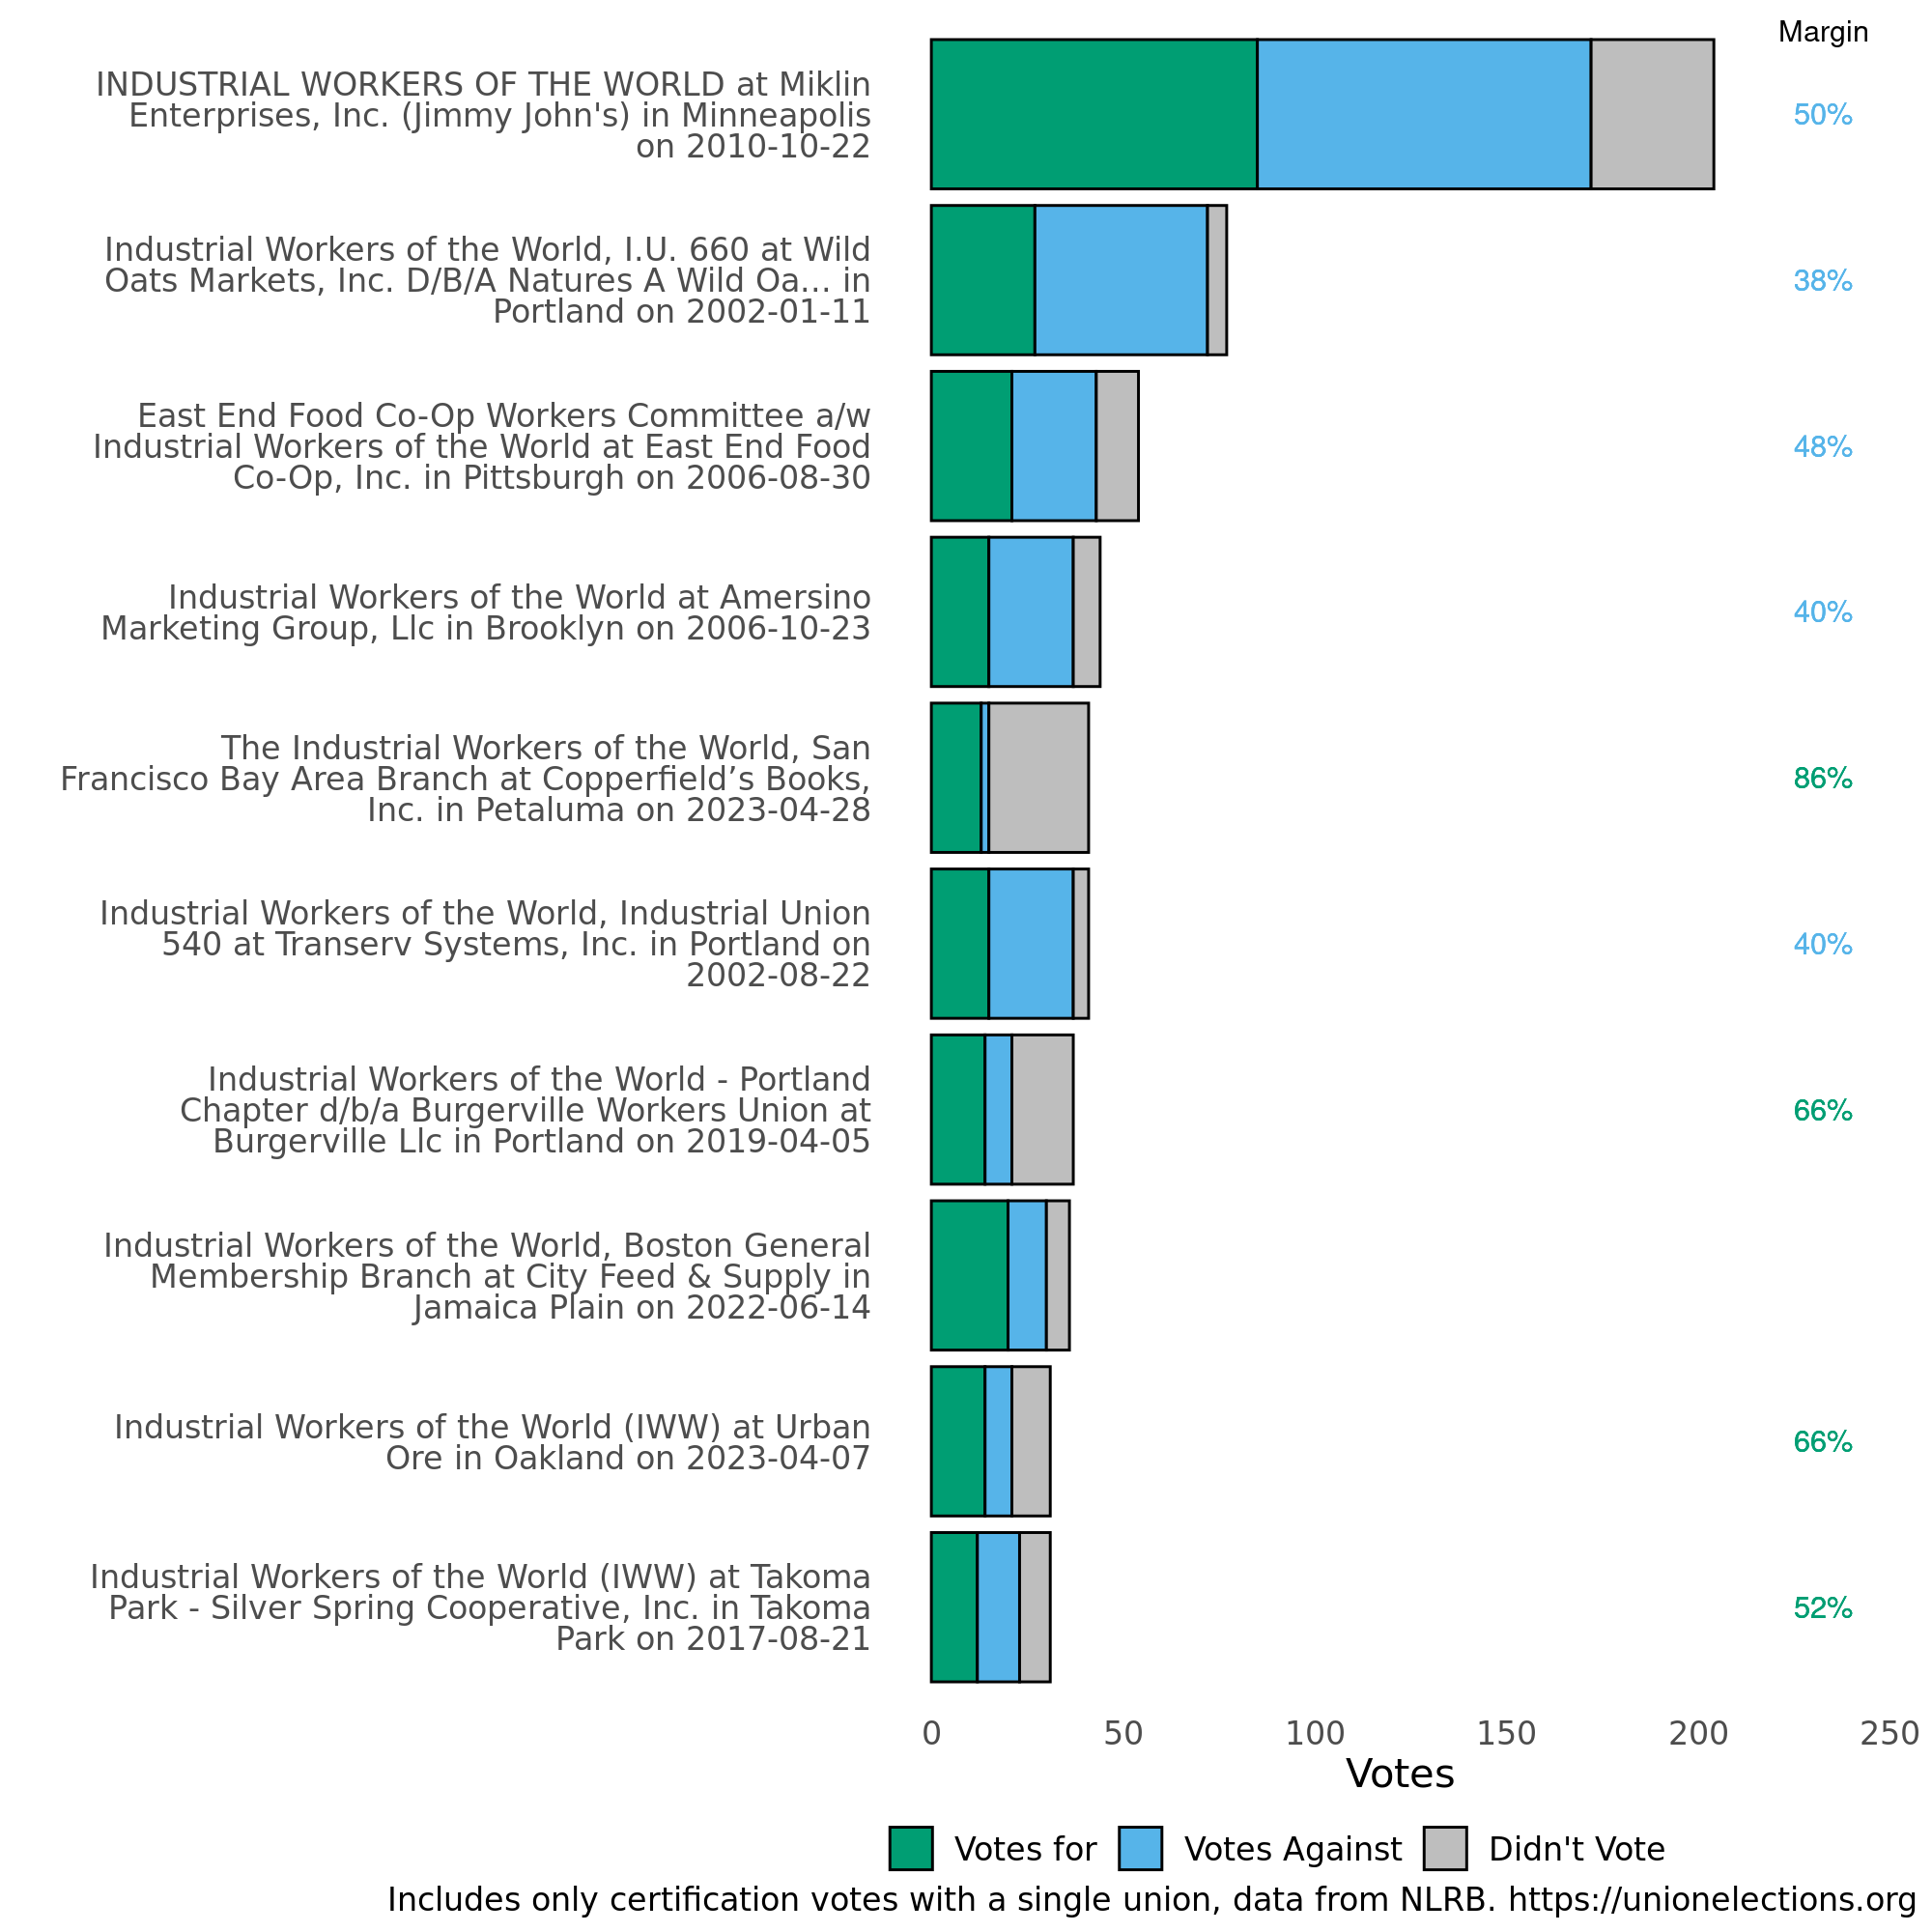 Margin
INDUSTRIAL WORKERS OF THE WORLD at Miklin
Enterprises, Inc. (Jimmy John's) in Minneapolis
on 2010-10-22
50%
Industrial Workers of the World, I.U. 660 at Wild
Oats Markets, Inc. D/B/A Natures A Wild Oa... in
Portland on 2002-01-11
38%
East End Food Co-Op Workers Committee a/w
Industrial Workers of the World at East End Food
Co-Op, Inc. in Pittsburgh on 2006-08-30
48%
Industrial Workers of the World at Amersino
Marketing Group, Llc in Brooklyn on 2006-10-23
40%
The Industrial Workers of the World, San
Francisco Bay Area Branch at Copperfield’s Books,
Inc. in Petaluma on 2023-04-28
86%
Industrial Workers of the World, Industrial Union
540 at Transerv Systems, Inc. in Portland on
2002-08-22
40%
Industrial Workers of the World - Portland
Chapter d/b/a Burgerville Workers Union at
Burgerville Llc in Portland on 2019-04-05
66%
Industrial Workers of the World, Boston General
Membership Branch at City Feed & Supply in
Jamaica Plain on 2022-06-14
Industrial Workers of the World (IWW) at Urban
Ore in Oakland on 2023-04-07
66%
Industrial Workers of the World (IWW) at Takoma
Park - Silver Spring Cooperative, Inc. in Takoma
Park on 2017-08-21
52%
0 50 100 150 200 250
Votes
Votes for Votes Against Didn't Vote
Includes only certification votes with a single union, data from NLRB. https://unionelections.org